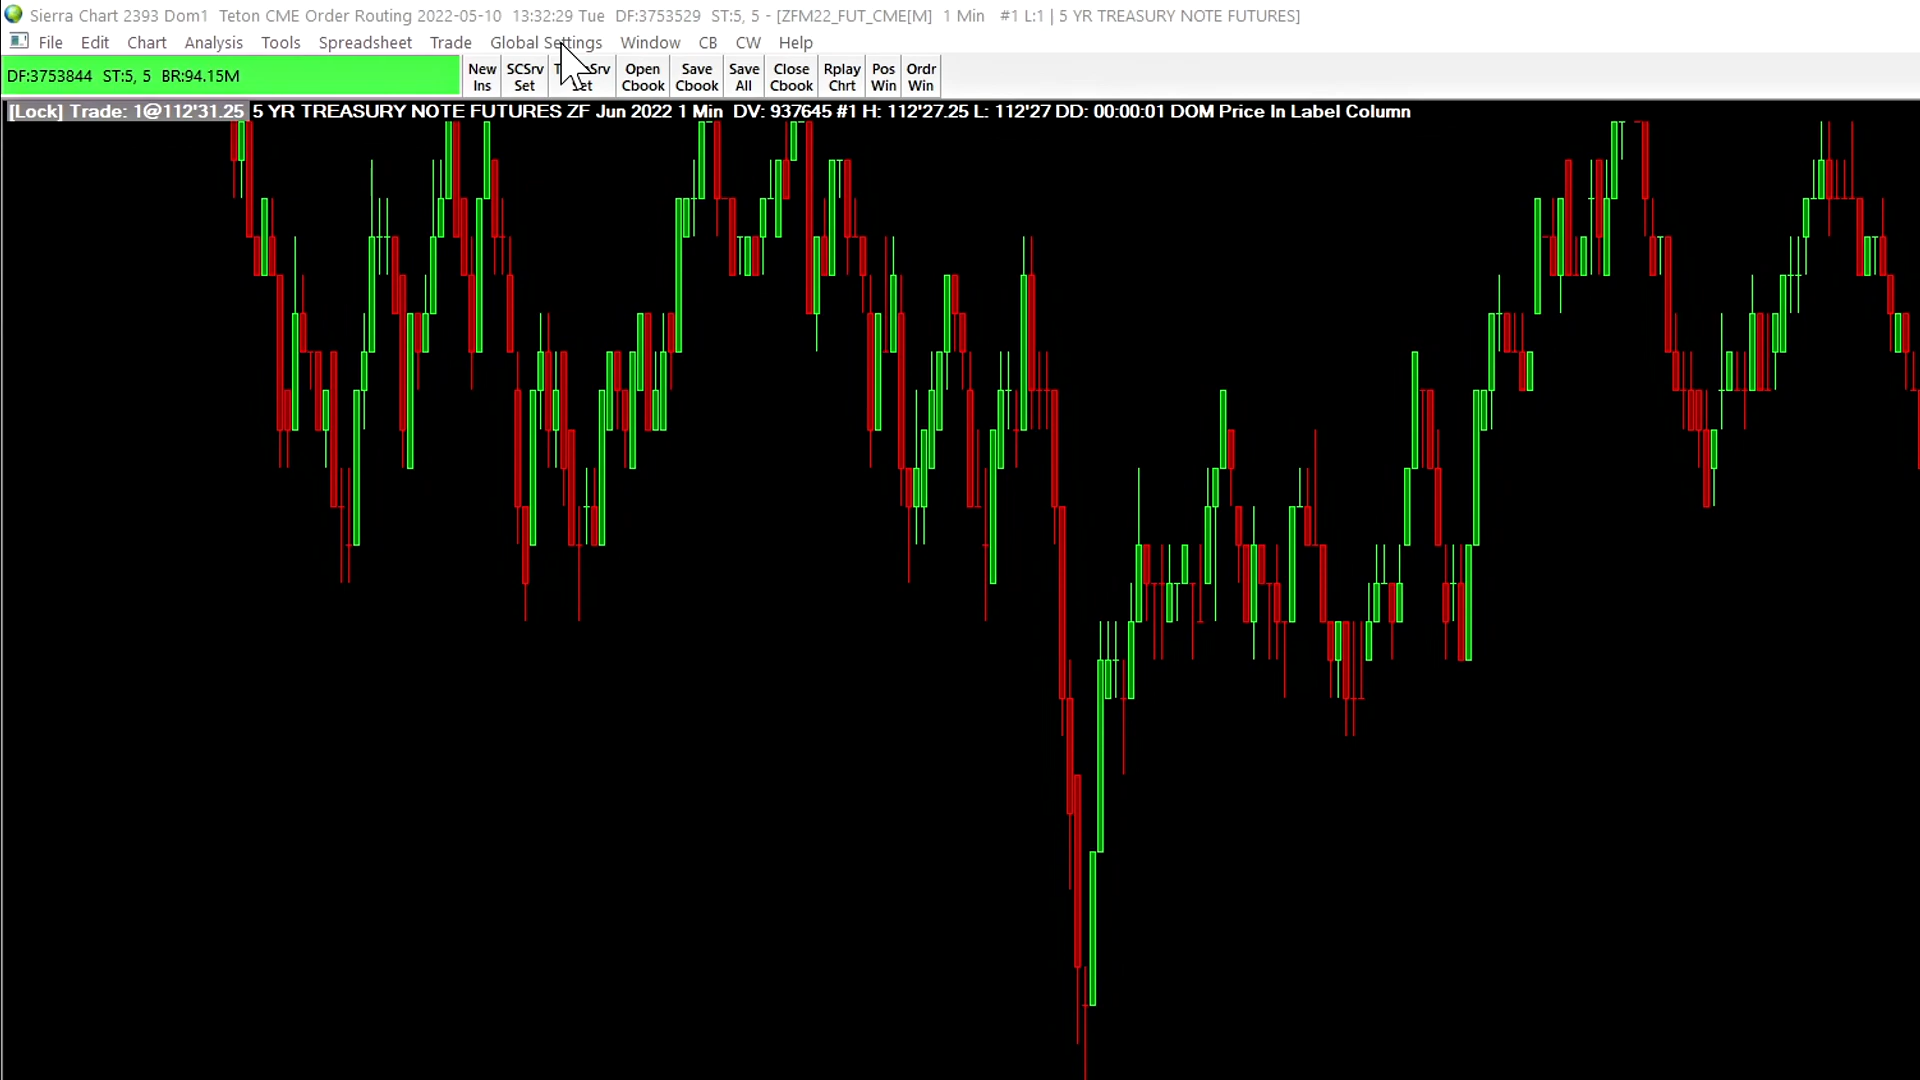 Sierra Chart 2393 Dom1  Teton CME Order Routing 2022-05-10  13:32:29 Tue  DF:3753529  ST:5, 5 - [ZFM22_FUT_CME[M]  1 Min  #1 L:1 | 5 YR TREASURY NOTE FUTURES]
File Edit Chart Analysis Tools Spreadsheet Trade Global Settings Window CB CW Help
DF:3753844  ST:5, 5  BR:94.15M
New Ins
SCSrv Set
Srv
Open Cbook
Save Cbook
Save All
Close Cbook
Rplay Chrt
Pos Win
Ordr Win
[Lock] Trade: 1@112'31.25 5 YR TREASURY NOTE FUTURES ZF Jun 2022 1 Min  DV: 937645 #1 H: 112'27.25 L: 112'27 DD: 00:00:01 DOM Price In Label Column